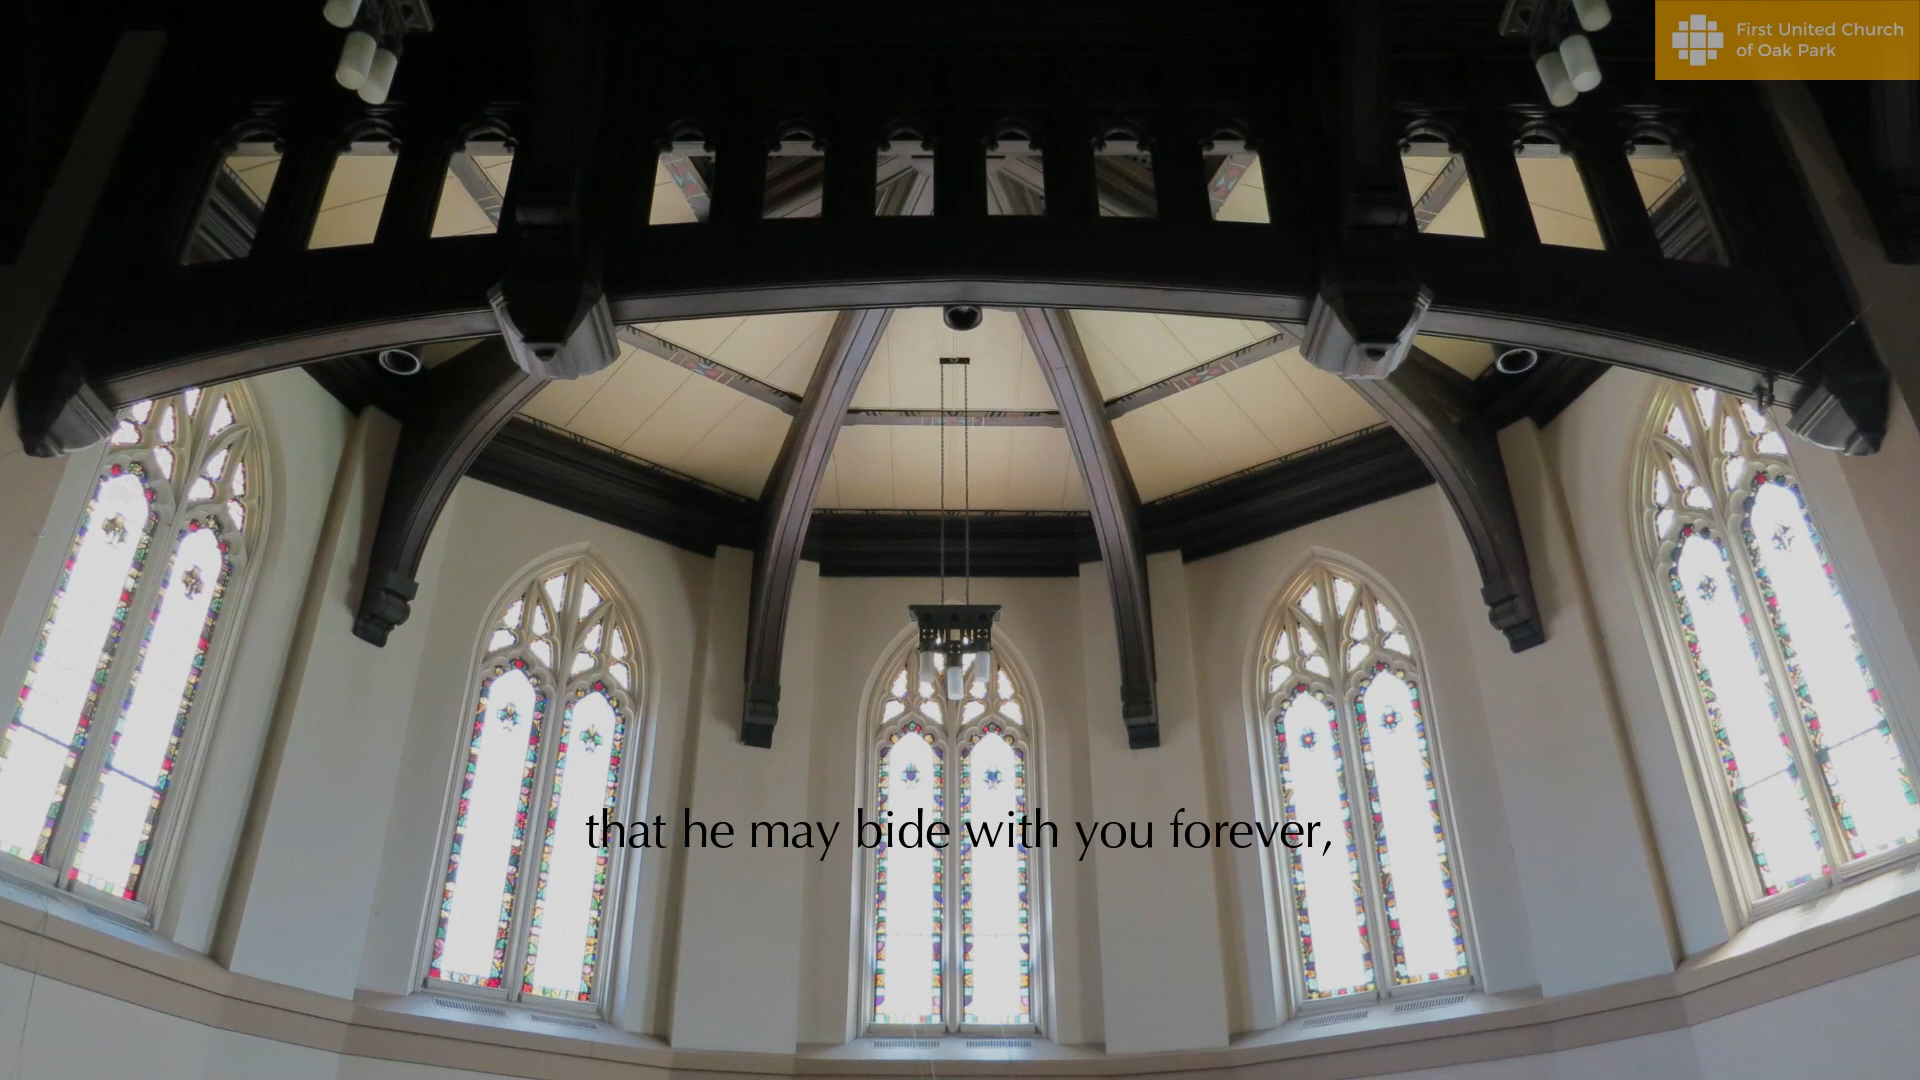 First United Church
of Oak Park
that he may bide with you forever,